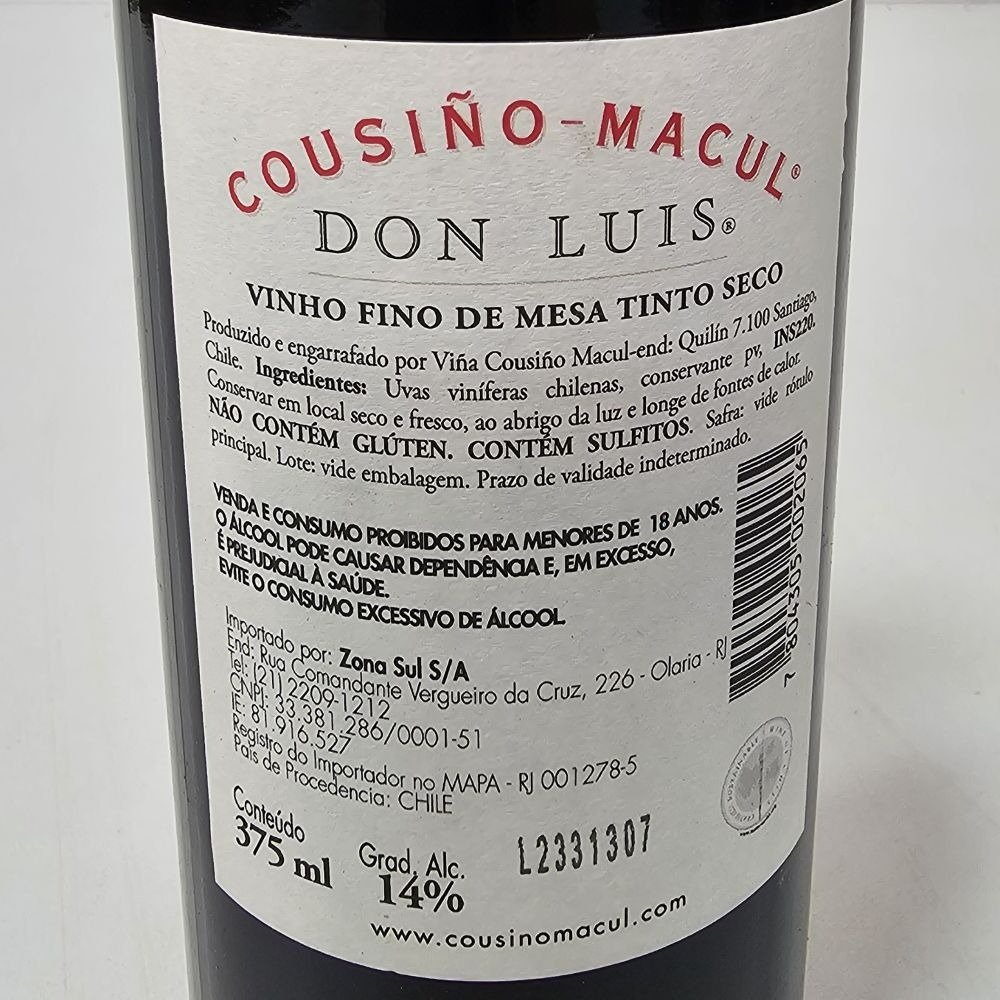 COUSIÑO-MACUL®
DON LUIS®
VINHO FINO DE MESA TINTO SECO
Produzido e engarrafado por Viña Cousiño Macul-end: Quilín 7.100 Santiago,
Chile. Ingredientes: Uvas viníferas chilenas, conservante pv, INS220.
Conservar em local seco e fresco, ao abrigo da luz e longe de fontes de calor.
NÃO CONTÉM GLÚTEN. CONTÉM SULFITOS. Safra: vide rótulo
principal. Lote: vide embalagem. Prazo de validade indeterminado.
VENDA E CONSUMO PROIBIDOS PARA MENORES DE 18 ANOS.
O ÁLCOOL PODE CAUSAR DEPENDÊNCIA E, EM EXCESSO,
É PREJUDICIAL À SAÚDE.
EVITE O CONSUMO EXCESSIVO DE ÁLCOOL.
7 804305 002065
Importado por: Zona Sul S/A
End: Rua Comandante Vergueiro da Cruz, 226 - Olaria - RJ
Tel: (21) 2209-1212
CNPJ: 33.381.286/0001-51
IE: 81.916.527
Registro do Importador no MAPA - RJ 001278-5
País de Procedencia: CHILE
Conteúdo
375 ml
Grad. Alc.
14%
L2331307
www.cousinomacul.com